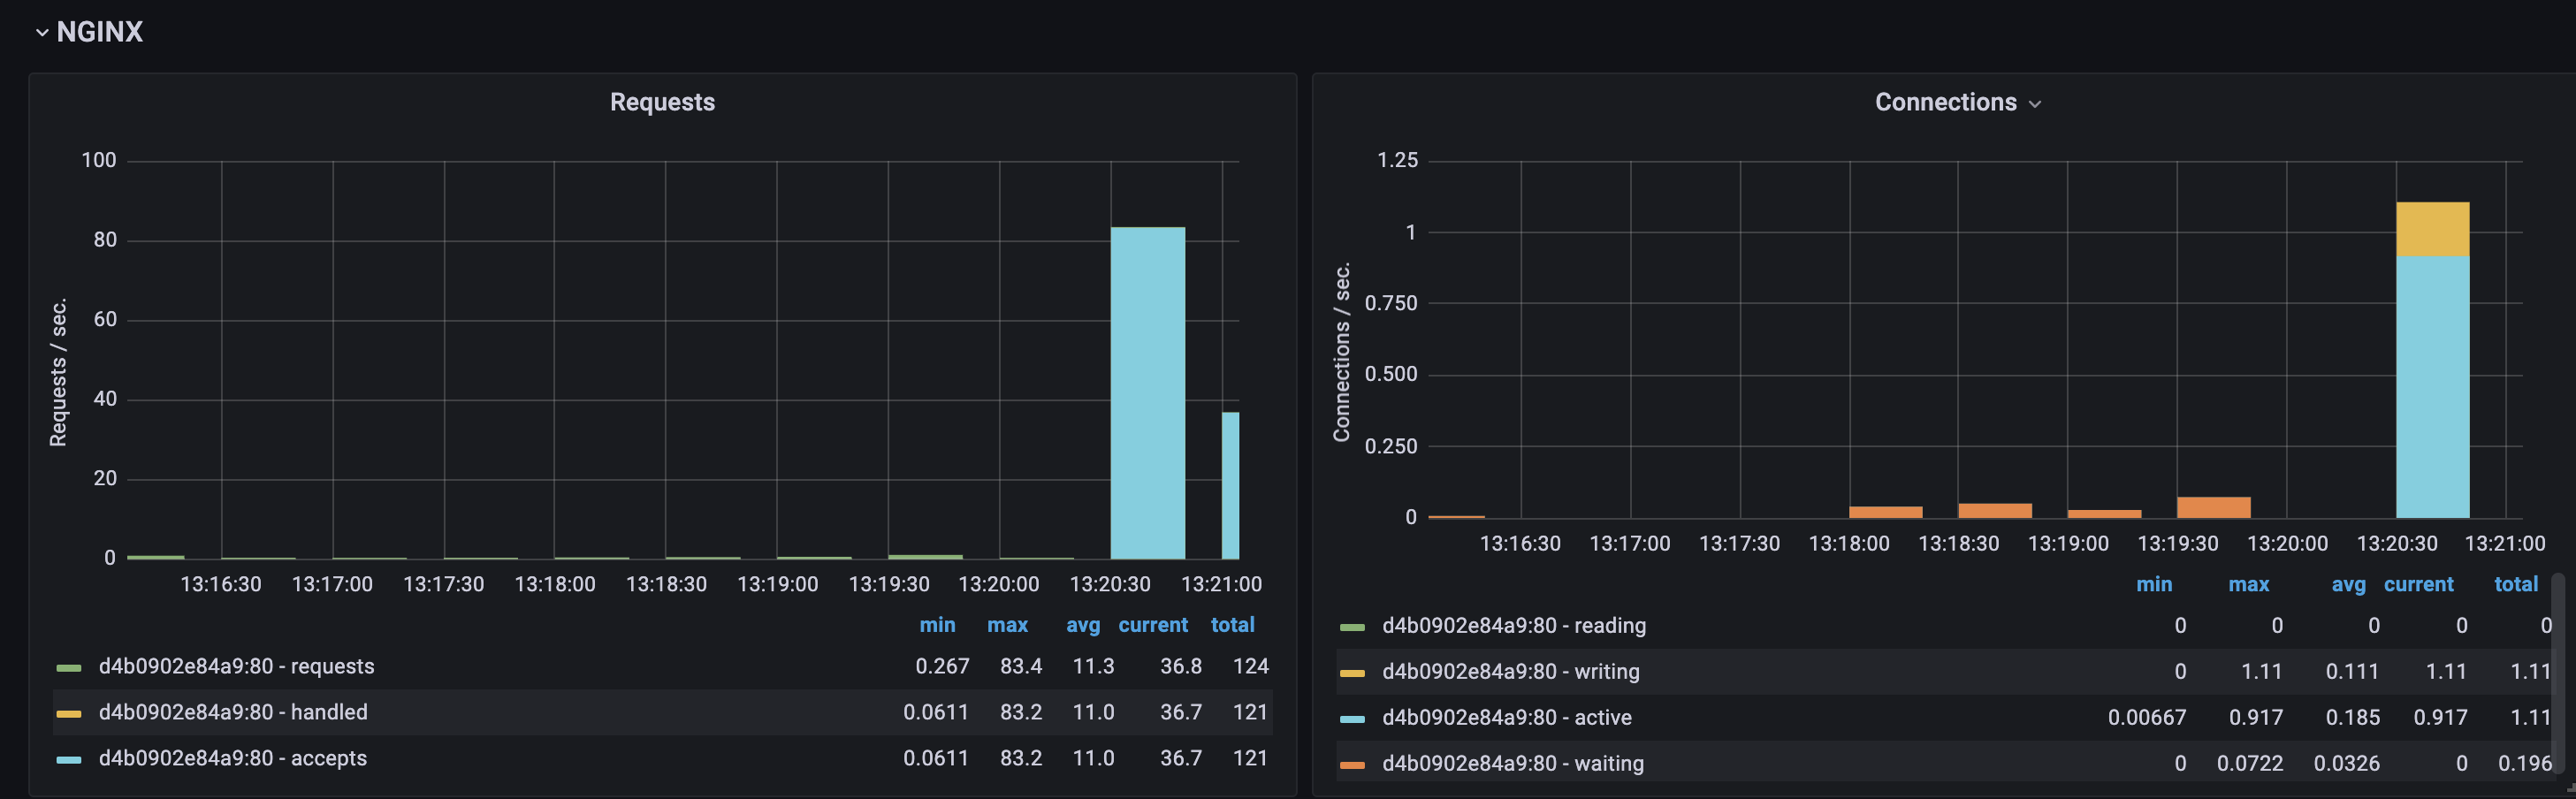 NGINX
Requests
100
80
60
40
20
0
Requests / sec.
13:16:30 13:17:00 13:17:30 13:18:00 13:18:30 13:19:00 13:19:30 13:20:00 13:20:30 13:21:00
min max avg current total
d4b0902e84a9:80 - requests 0.267 83.4 11.3 36.8 124
d4b0902e84a9:80 - handled 0.0611 83.2 11.0 36.7 121
d4b0902e84a9:80 - accepts 0.0611 83.2 11.0 36.7 121
Connections
1.25
1
0.750
0.500
0.250
0
Connections / sec.
13:16:30 13:17:00 13:17:30 13:18:00 13:18:30 13:19:00 13:19:30 13:20:00 13:20:30 13:21:00
min max avg current total
d4b0902e84a9:80 - reading 0 0 0 0 0
d4b0902e84a9:80 - writing 0 1.11 0.111 1.11 1.11
d4b0902e84a9:80 - active 0.00667 0.917 0.185 0.917 1.11
d4b0902e84a9:80 - waiting 0 0.0722 0.0326 0 0.196